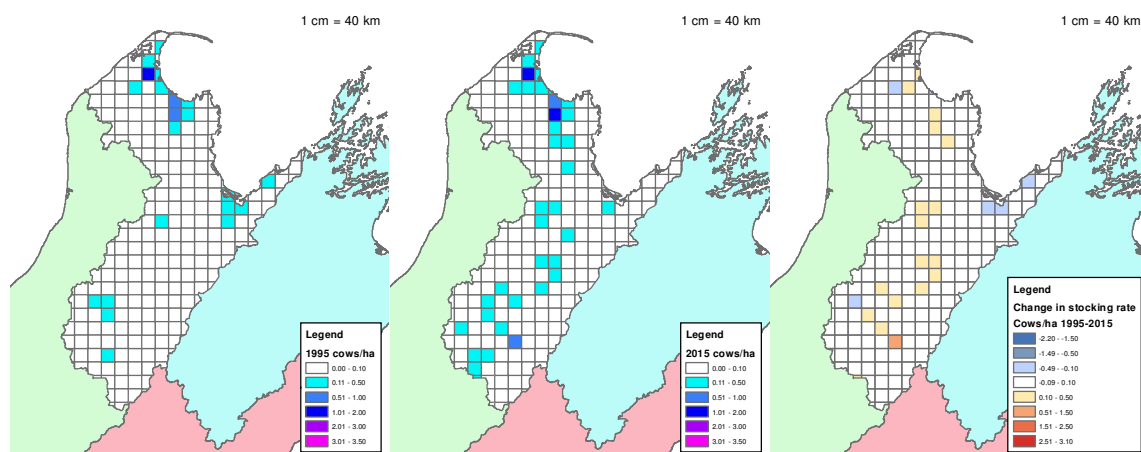 1 cm = 40 km
Legend
1995 cows/ha
0.00 - 0.10
0.11 - 0.50
0.51 - 1.00
1.01 - 2.00
2.01 - 3.00
3.01 - 3.50
1 cm = 40 km
Legend
2015 cows/ha
0.00 - 0.10
0.11 - 0.50
0.51 - 1.00
1.01 - 2.00
2.01 - 3.00
3.01 - 3.50
1 cm = 40 km
Legend
Change in stocking rate
Cows/ha 1995-2015
-2.20 - -1.50
-1.49 - -0.50
-0.49 - -0.10
-0.09 - 0.10
0.10 - 0.50
0.51 - 1.50
1.51 - 2.50
2.51 - 3.10